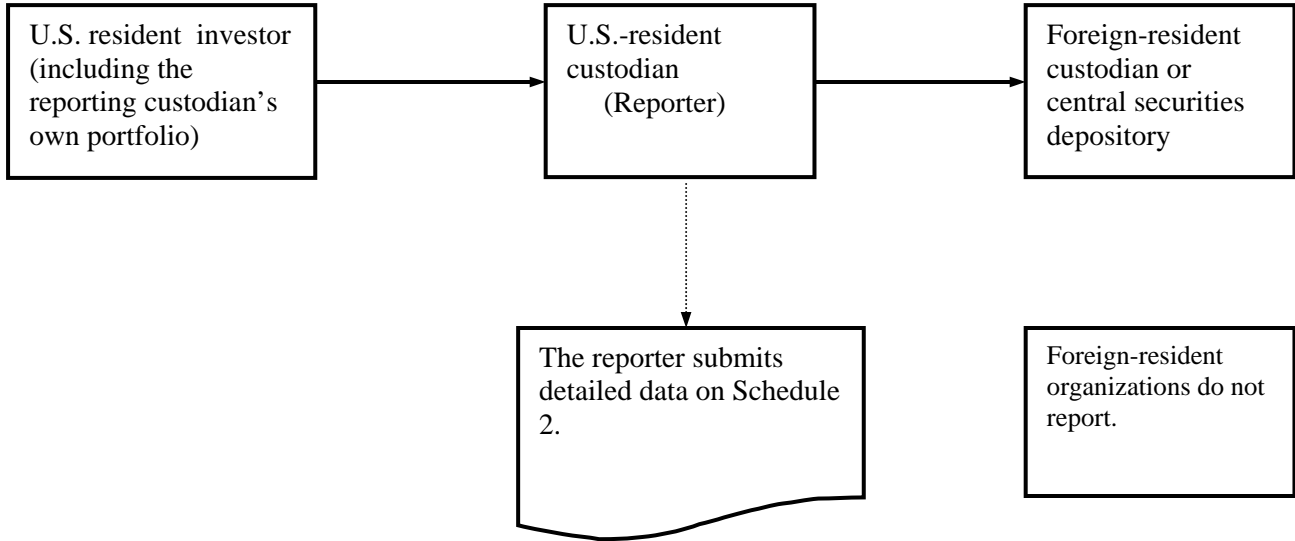 U.S. resident  investor
(including the
reporting custodian's
own portfolio)
U.S.-resident
custodian
(Reporter)
Foreign-resident
custodian or
central securities
depository
The reporter submits
detailed data on Schedule
2.
Foreign-resident
organizations do not
report.